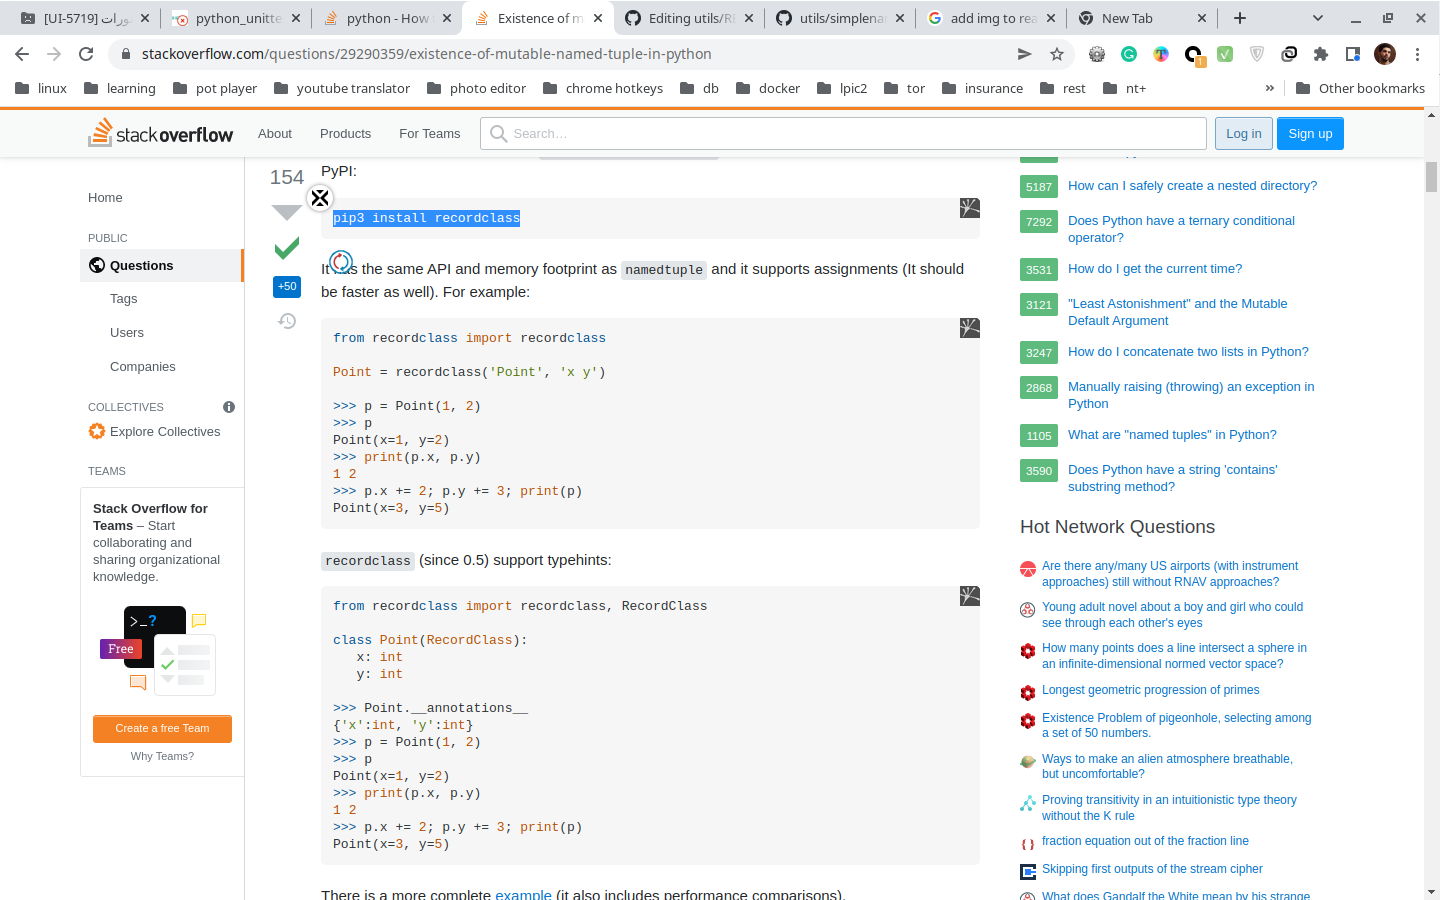 [UI-5719]
python_unitte
python - How
Existence of m
Editing utils/RE
utils/simplenam
add img to rea
New Tab
stackoverflow.com/questions/29290359/existence-of-mutable-named-tuple-in-python
linux learning pot player youtube translator photo editor chrome hotkeys db docker lpic2 tor insurance rest nt+ » Other bookmarks
stackoverflow About Products For Teams Search… Log in Sign up
Home
PUBLIC
Questions
Tags
Users
Companies
COLLECTIVES
Explore Collectives
TEAMS
Stack Overflow for
Teams – Start
collaborating and
sharing organizational
knowledge.
>_?
Free
Create a free Team
Why Teams?
154
+50
PyPI:
pip3 install recordclass
It has the same API and memory footprint as namedtuple and it supports assignments (It should
be faster as well). For example:
from recordclass import recordclass
Point = recordclass('Point', 'x y')
>>> p = Point(1, 2)
>>> p
Point(x=1, y=2)
>>> print(p.x, p.y)
1 2
>>> p.x += 2; p.y += 3; print(p)
Point(x=3, y=5)
recordclass (since 0.5) support typehints:
from recordclass import recordclass, RecordClass
class Point(RecordClass):
   x: int
   y: int
>>> Point.__annotations__
{'x':int, 'y':int}
>>> p = Point(1, 2)
>>> p
Point(x=1, y=2)
>>> print(p.x, p.y)
1 2
>>> p.x += 2; p.y += 3; print(p)
Point(x=3, y=5)
There is a more complete example (it also includes performance comparisons).
5187 How can I safely create a nested directory?
7292 Does Python have a ternary conditional
operator?
3531 How do I get the current time?
3121 "Least Astonishment" and the Mutable
Default Argument
3247 How do I concatenate two lists in Python?
2868 Manually raising (throwing) an exception in
Python
1105 What are "named tuples" in Python?
3590 Does Python have a string 'contains'
substring method?
Hot Network Questions
Are there any/many US airports (with instrument
approaches) still without RNAV approaches?
Young adult novel about a boy and girl who could
see through each other's eyes
How many points does a line intersect a sphere in
an infinite-dimensional normed vector space?
Longest geometric progression of primes
Existence Problem of pigeonhole, selecting among
a set of 50 numbers.
Ways to make an alien atmosphere breathable,
but uncomfortable?
Proving transitivity in an intuitionistic type theory
without the K rule
fraction equation out of the fraction line
Skipping first outputs of the stream cipher
What does Gandalf the White mean by his strange